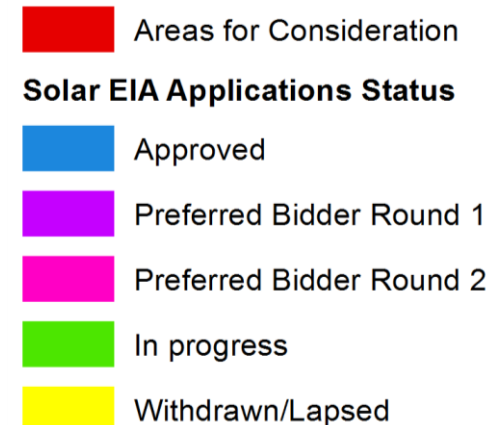 Areas for Consideration
Solar EIA Applications Status
Approved
Preferred Bidder Round 1
Preferred Bidder Round 2
In progress
Withdrawn/Lapsed